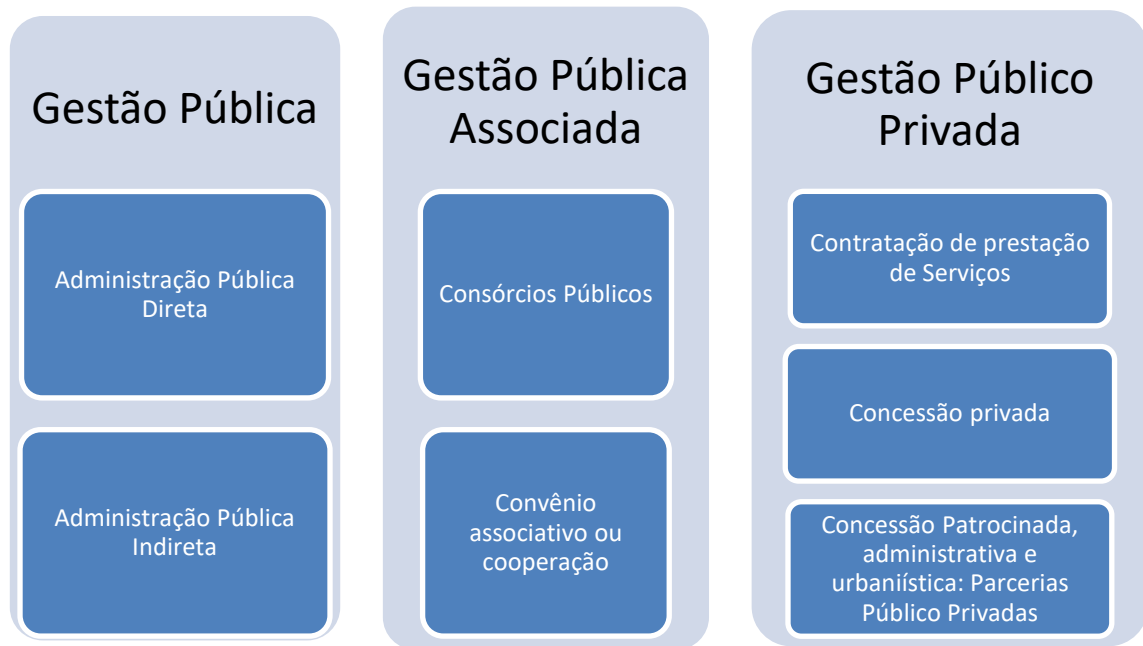 Gestão Pública
Administração Pública
Direta
Administração Pública
Indireta
Gestão Pública
Associada
Consórcios Públicos
Convênio
associativo ou
cooperação
Gestão Público
Privada
Contratação de prestação
de Serviços
Concessão privada
Concessão Patrocinada,
administrativa e
urbaniística: Parcerias
Público Privadas